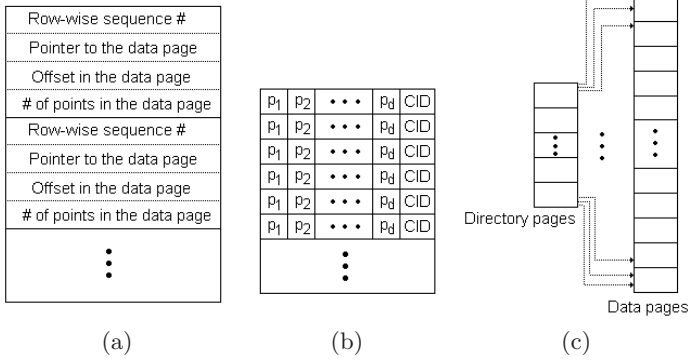 Row-wise sequence #
Pointer to the data page
Offset in the data page
# of points in the data page
Row-wise sequence #
Pointer to the data page
Offset in the data page
# of points in the data page
p1 p2 • • • pd CID
p1 p2 • • • pd CID
p1 p2 • • • pd CID
p1 p2 • • • pd CID
p1 p2 • • • pd CID
p1 p2 • • • pd CID
Directory pages
Data pages
(a)
(b)
(c)